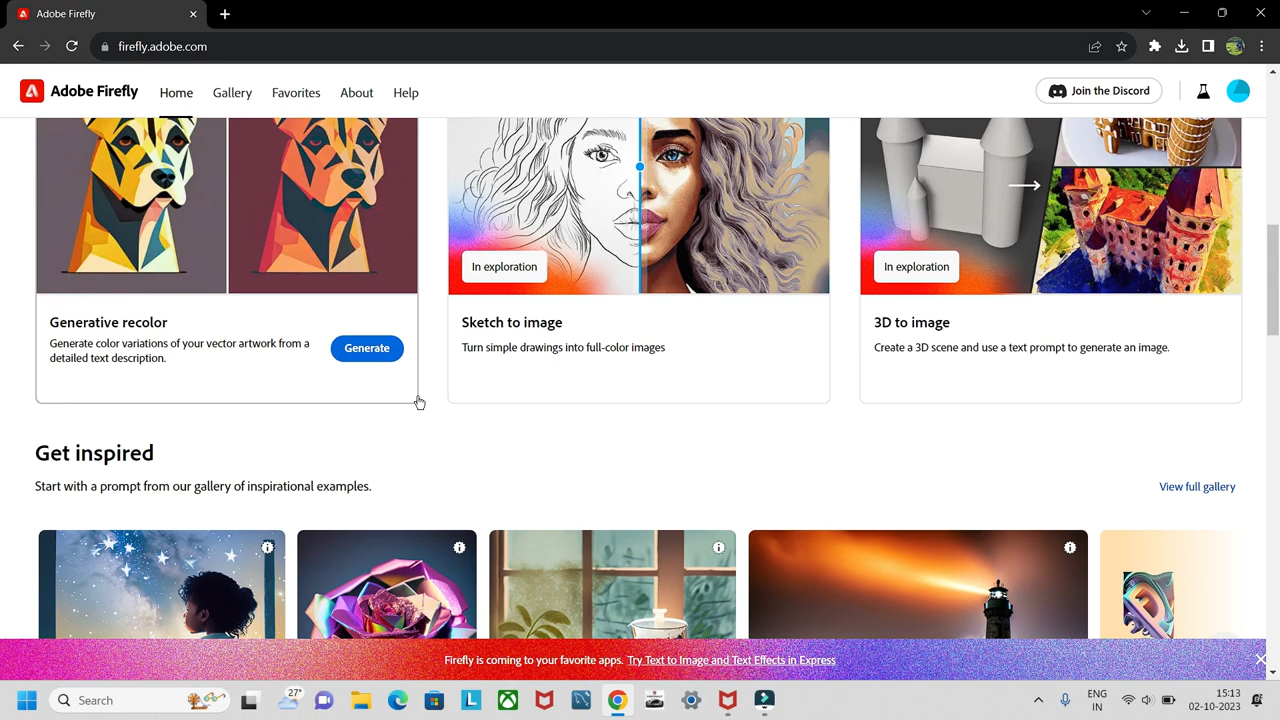 Adobe Firefly
firefly.adobe.com
Adobe Firefly
Home
Gallery
Favorites
About
Help
Join the Discord
In exploration
In exploration
Generative recolor
Generate color variations of your vector artwork from a
detailed text description.
Generate
Sketch to image
Turn simple drawings into full-color images
3D to image
Create a 3D scene and use a text prompt to generate an image.
Get inspired
Start with a prompt from our gallery of inspirational examples.
View full gallery
Firefly is coming to your favorite apps. Try Text to Image and Text Effects in Express
Search
27°
ENG
IN
15:13
02-10-2023